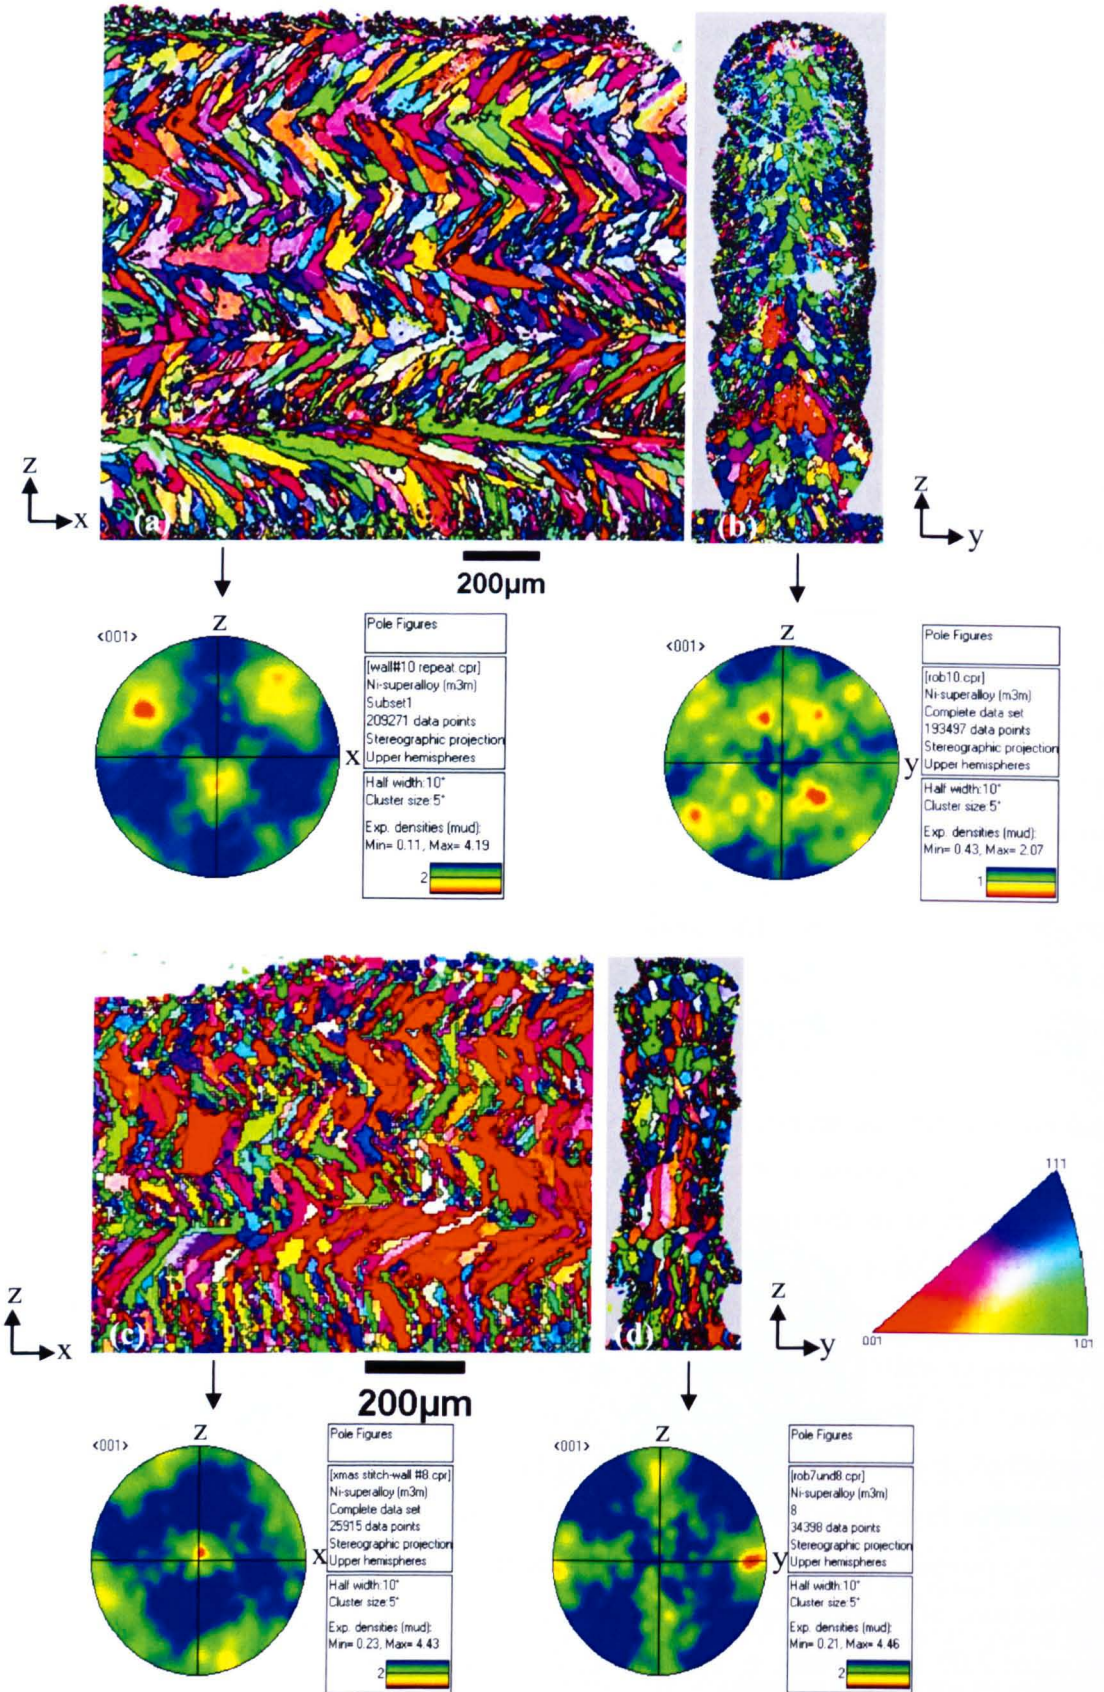 z
x
(a)
(b)
z
y
200µm
<001>
z
x
Pole Figures
[wall#10 repeat.cpr]
Ni-superalloy (m3m)
Subset1
209271 data points
Stereographic projection
Upper hemispheres
Half width:10°
Cluster size:5°
Exp. densities (mud):
Min= 0.11, Max= 4.19
2
<001>
z
y
Pole Figures
[rob10.cpr]
Ni-superalloy (m3m)
Complete data set
193497 data points
Stereographic projection
Upper hemispheres
Half width:10°
Cluster size:5°
Exp. densities (mud):
Min= 0.43, Max= 2.07
1
z
x
(c)
(d)
z
y
111
001
101
200µm
<001>
z
x
Pole Figures
[xmas stitch-wall #8.cpr]
Ni-superalloy (m3m)
Complete data set
25915 data points
Stereographic projection
Upper hemispheres
Half width:10°
Cluster size:5°
Exp. densities (mud):
Min= 0.23, Max= 4.43
2
<001>
z
y
Pole Figures
[rob7und8.cpr]
Ni-superalloy (m3m)
8
34398 data points
Stereographic projection
Upper hemispheres
Half width:10°
Cluster size:5°
Exp. densities (mud):
Min= 0.21, Max= 4.46
2